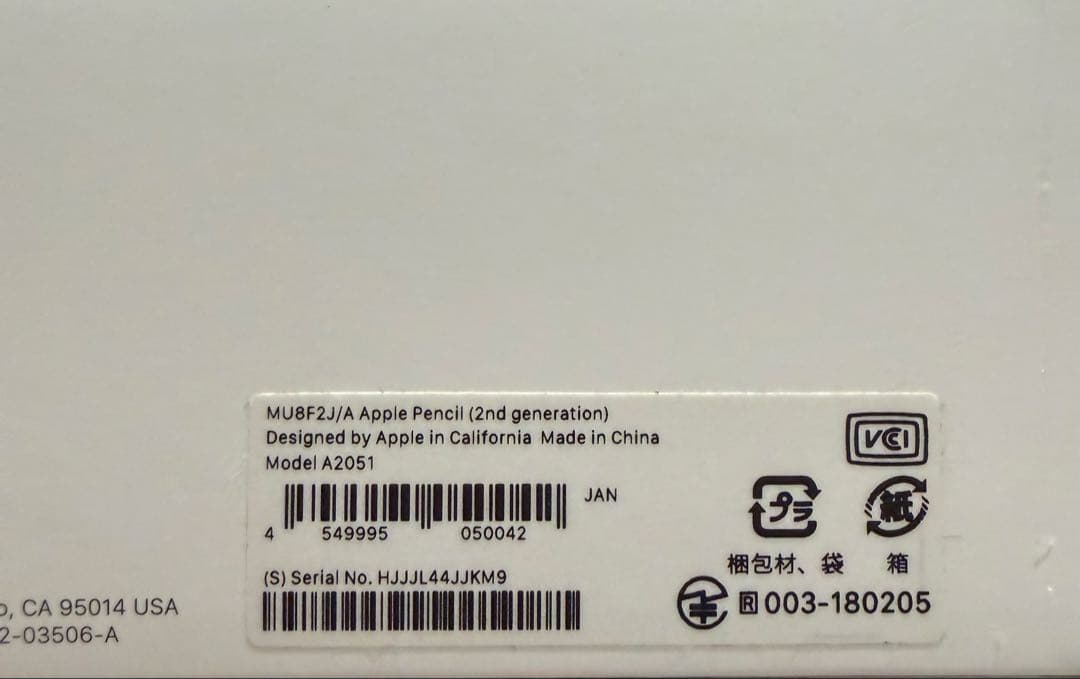 MU8F2J/A Apple Pencil (2nd generation)
Designed by Apple in California Made in China
Model A2051
JAN
4 549995 050042
(S) Serial No. HJJJL44JJKM9
VCCI
プラ
紙
梱包材、袋
箱
R 003-180205
CA 95014 USA
2-03506-A